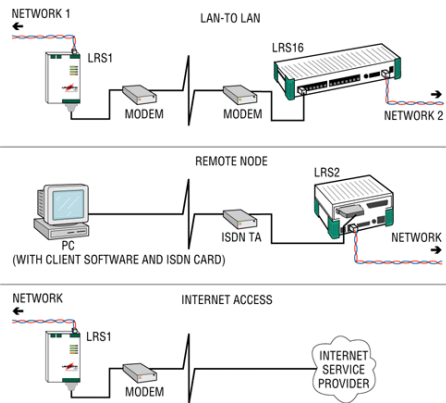 NETWORK 1
LAN-TO LAN
LRS1
LRS16
MODEM
MODEM
NETWORK 2
REMOTE NODE
LRS2
PC
(WITH CLIENT SOFTWARE AND ISDN CARD)
ISDN TA
NETWORK
NETWORK
INTERNET ACCESS
LRS1
MODEM
INTERNET
SERVICE
PROVIDER